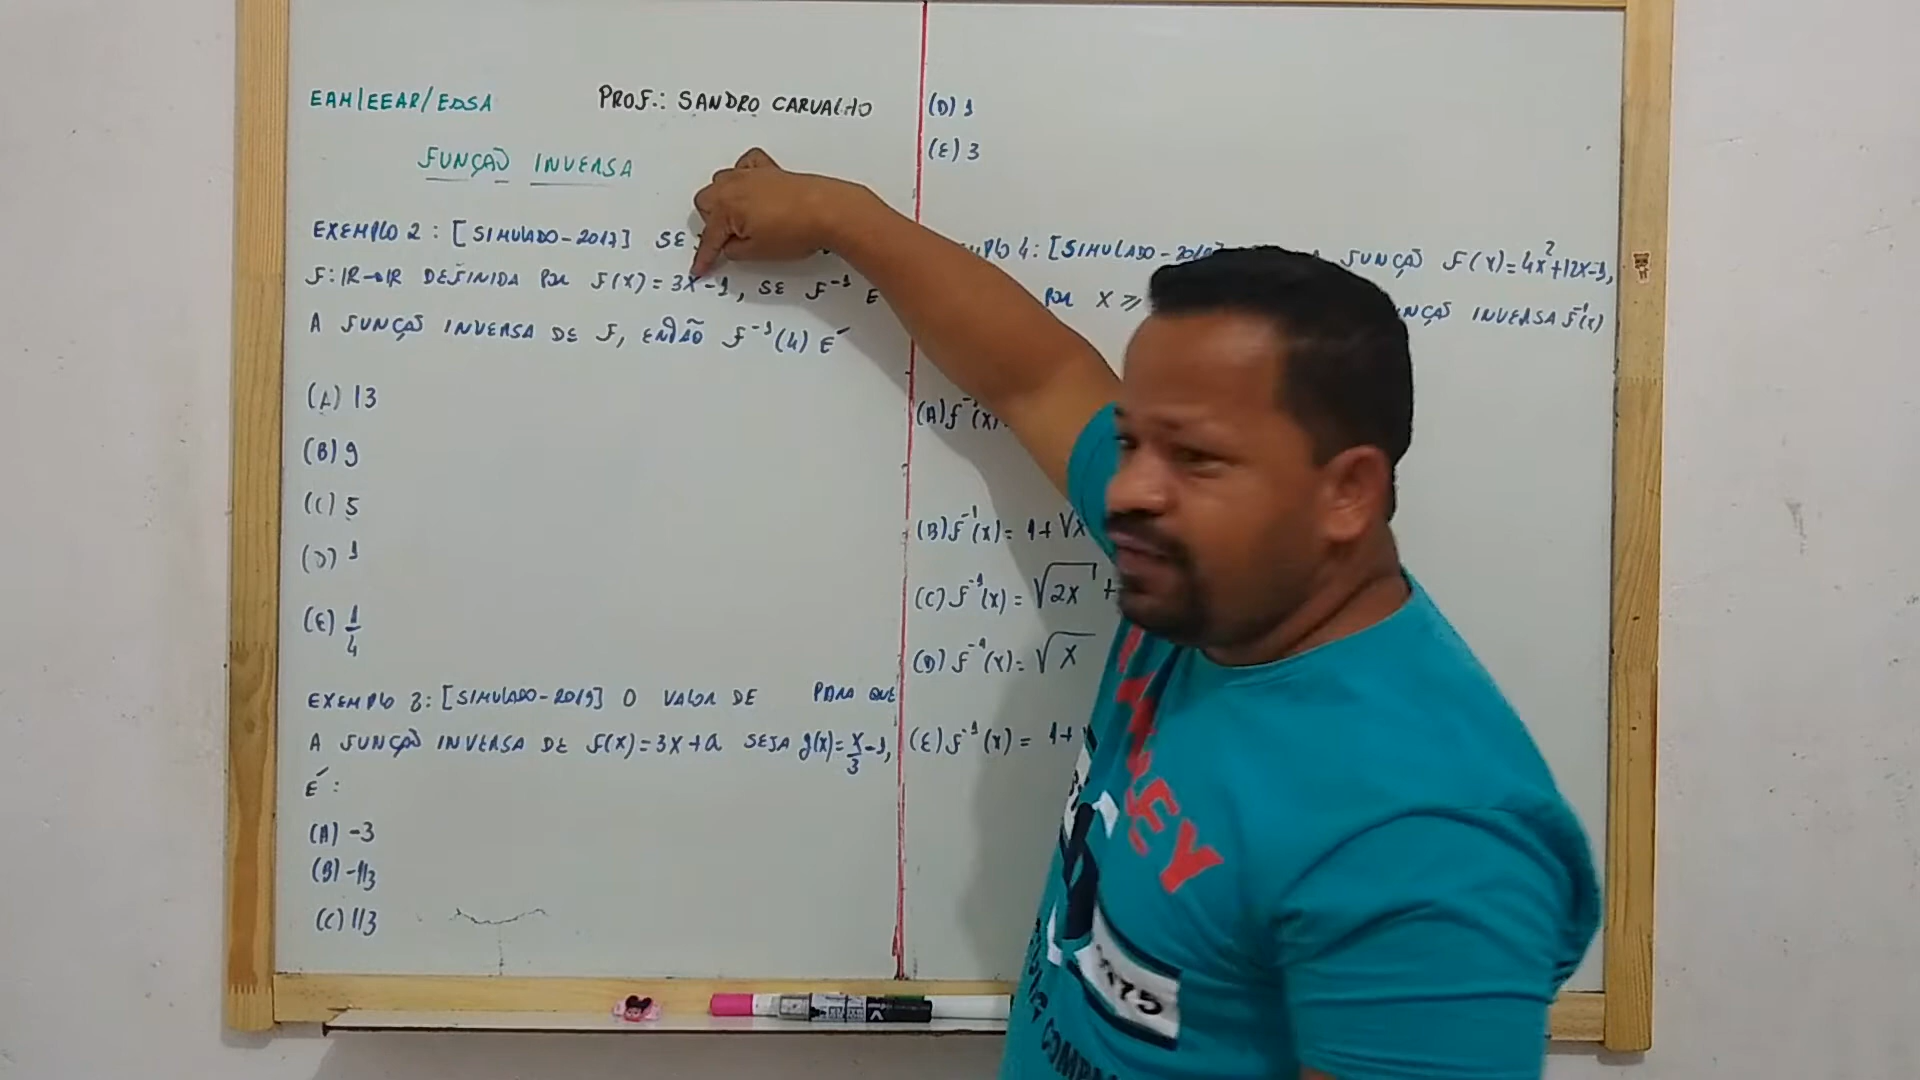 EAM/EEAR/EDSA PROF.: SANDRO CARVALHO
FUNÇÃO INVERSA
EXEMPLO 2: [SIMULADO-2017] SE
F:IR→IR DEFINIDA POR F(X)=3X-1, SE F⁻¹ E
A FUNÇÃO INVERSA DE F, ENTÃO F⁻¹(4) É
(A) 13
(B) 9
(C) 5
(D) 1
(E) 1/4
EXEMPLO 3: [SIMULADO-2019] O VALOR DE PARA QUE
A FUNÇÃO INVERSA DE F(X)=3X+a SEJA g(X)=X/3-1,
É:
(A) -3
(B) -1/3
(C) 1/3
(D) 1
(E) 3
4: [SIMULADO- FUNÇÃO F(X)=4X²+12X-1,
POR X ≥ INVERSA F⁻¹(X)
(A) F⁻¹(X)
(B) F⁻¹(X)= 1+√X
(C) F⁻¹(X)= √2X +
(D) F⁻¹(X)= √X
(E) F⁻¹(X)= 1+